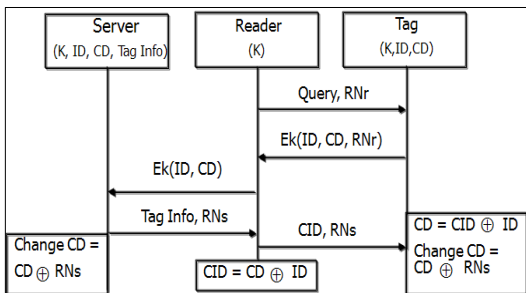 Server
(K, ID, CD, Tag Info)
Reader
(K)
Tag
(K,ID,CD)
Query, RNr
Ek(ID, CD, RNr)
Ek(ID, CD)
Tag Info, RNs
CID, RNs
Change CD =
CD ⊕ RNs
CID = CD ⊕ ID
CD = CID ⊕ ID
Change CD =
CD ⊕ RNs